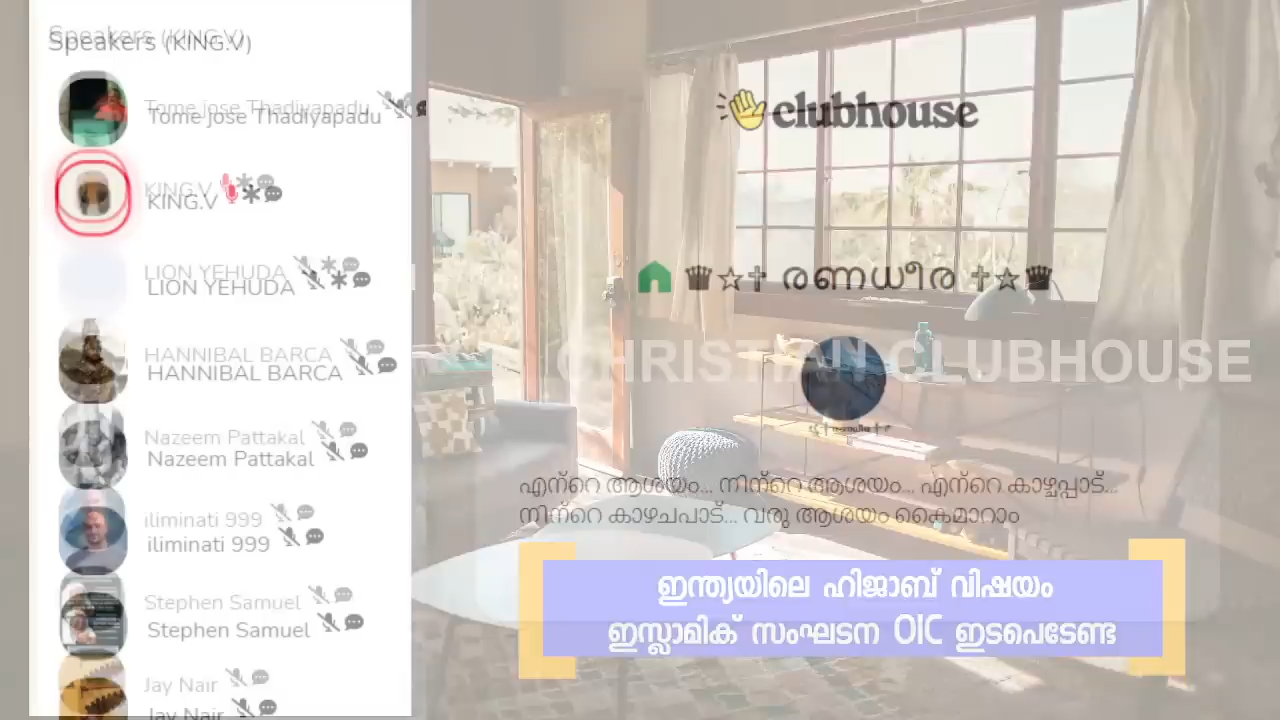 Speakers (KING.V)
Tome jose Thadiyapadu
KING.V
LION YEHUDA
HANNIBAL BARCA
Nazeem Pattakal
iliminati 999
Stephen Samuel
Jay Nair
clubhouse
രണധീര
CHRISTIAN CLUBHOUSE
എന്റെ ആശയം... നിന്റെ ആശയം... എന്റെ കാഴ്ചപ്പാട്...
നിന്റെ കാഴചപാട്... വരു ആശയം കൈമാറാം
ഇന്ത്യയിലെ ഹിജാബ് വിഷയം
ഇസ്ലാമിക് സംഘടന OIC ഇടപെടേണ്ട